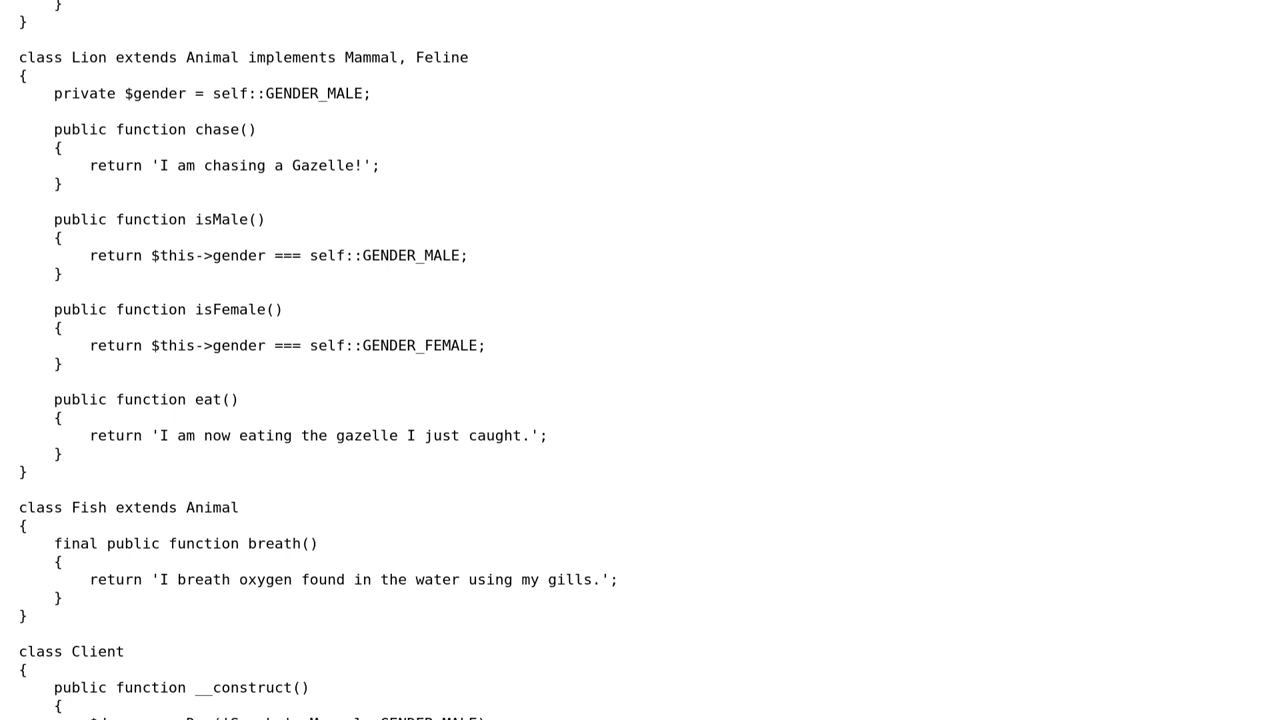 }
}

class Lion extends Animal implements Mammal, Feline
{
    private $gender = self::GENDER_MALE;

    public function chase()
    {
        return 'I am chasing a Gazelle!';
    }

    public function isMale()
    {
        return $this->gender === self::GENDER_MALE;
    }

    public function isFemale()
    {
        return $this->gender === self::GENDER_FEMALE;
    }

    public function eat()
    {
        return 'I am now eating the gazelle I just caught.';
    }
}

class Fish extends Animal
{
    final public function breath()
    {
        return 'I breath oxygen found in the water using my gills.';
    }
}

class Client
{
    public function __construct()
    {